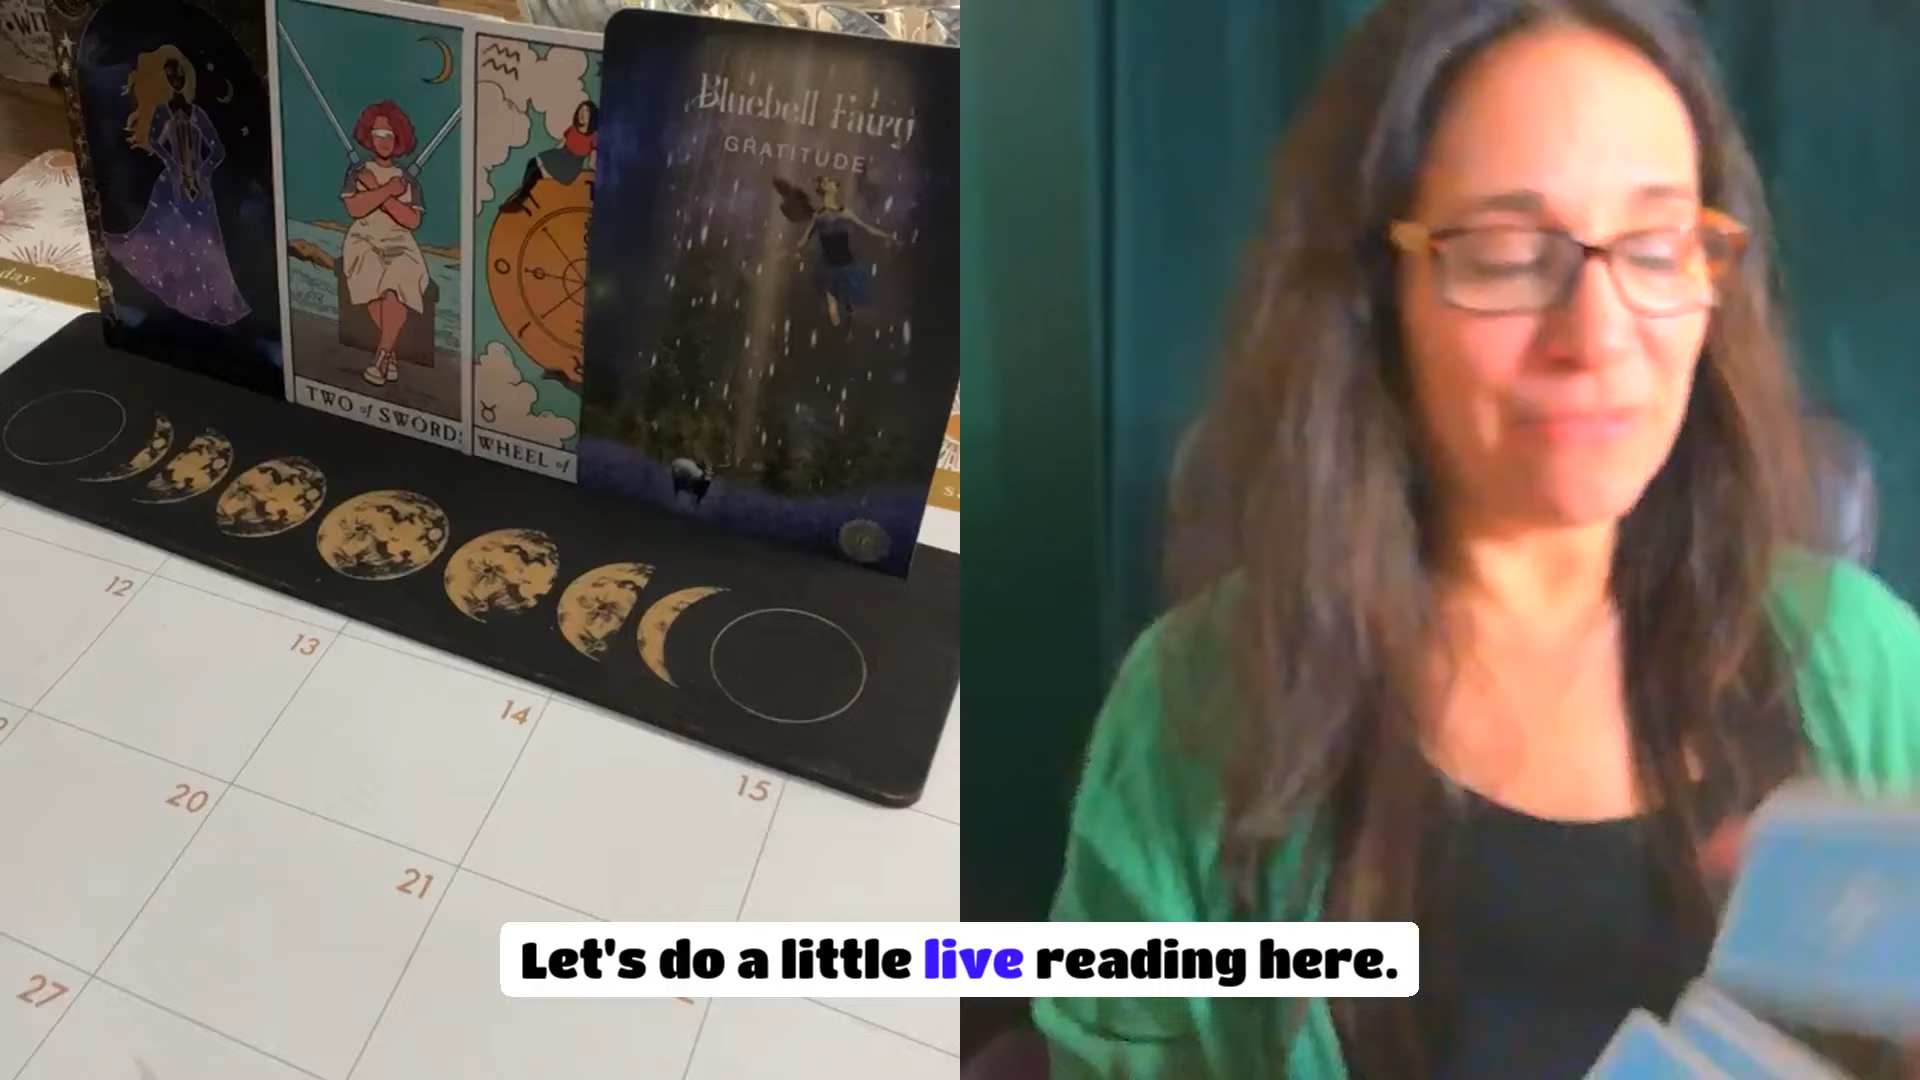 Bluebell Fairy
GRATITUDE
TWO of SWORDS
WHEEL of
day
12
13
14
15
20
21
27
Let's do a little live reading here.